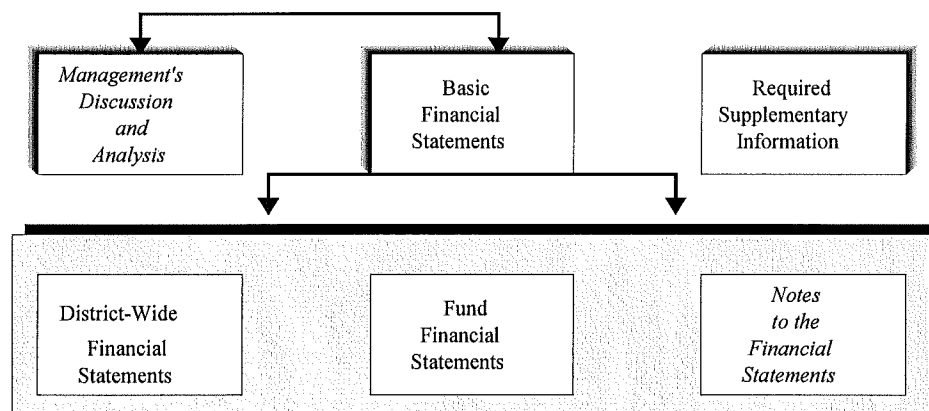 Management's
Discussion
and
Analysis
Basic
Financial
Statements
Required
Supplementary
Information
District-Wide
Financial
Statements
Fund
Financial
Statements
Notes
to the
Financial
Statements